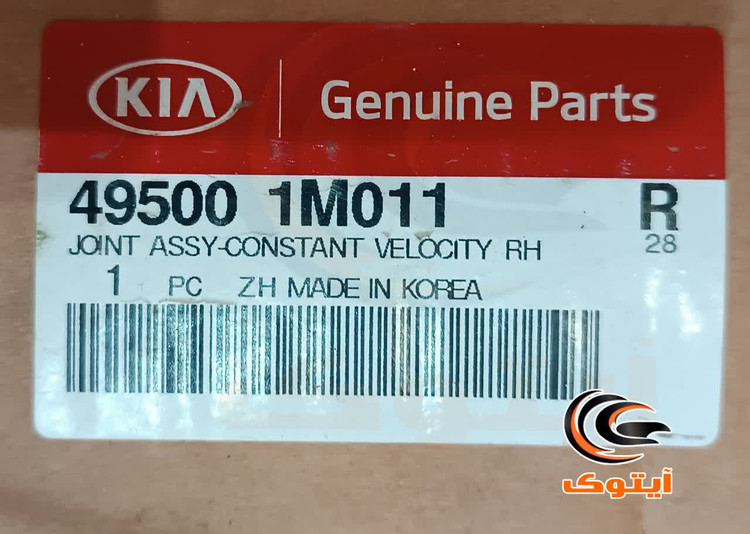 KIA
Genuine Parts
49500 1M011 R
JOINT ASSY-CONSTANT VELOCITY RH 28
1 PC ZH MADE IN KOREA
آیتوک